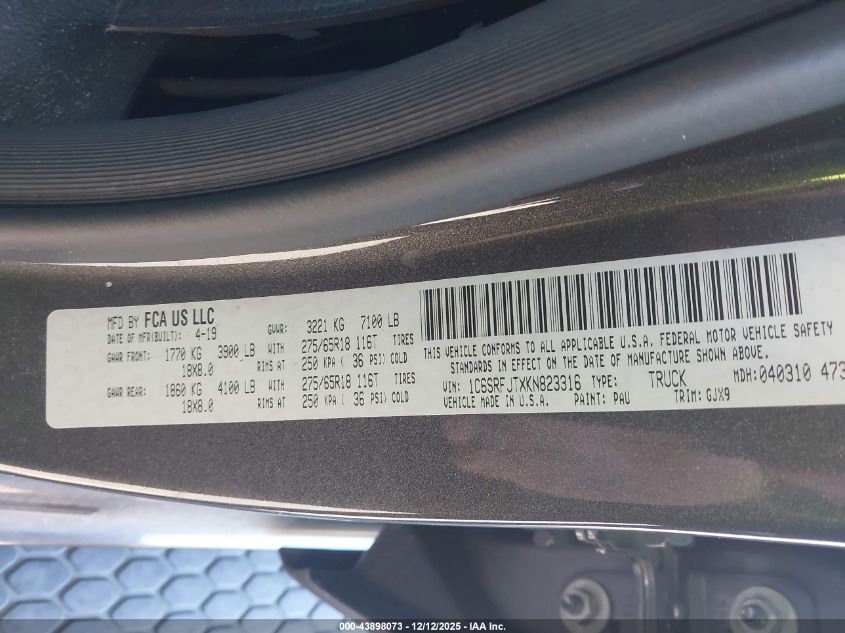 MFD BY FCA US LLC
DATE OF MFR(BUILT): 4-19 GVWR: 3221 KG 7100 LB
GAWR FRONT: 1770 KG 3900 LB WITH 275/65R18 116T TIRES
18X8.0 RIMS AT 250 KPA ( 36 PSI) COLD
GAWR REAR: 1860 KG 4100 LB WITH 275/65R18 116T TIRES
18X8.0 RIMS AT 250 KPA ( 36 PSI) COLD
THIS VEHICLE CONFORMS TO ALL APPLICABLE U.S.A. FEDERAL MOTOR VEHICLE SAFETY
STANDARDS IN EFFECT ON THE DATE OF MANUFACTURE SHOWN ABOVE.
VIN: 1C6SRFJTXKN823316 TYPE: TRUCK MDH: 040310 473
VEHICLE MADE IN U.S.A. PAINT: PAU TRIM: GJX9
000-43898073 - 12/12/2025 - IAA Inc.